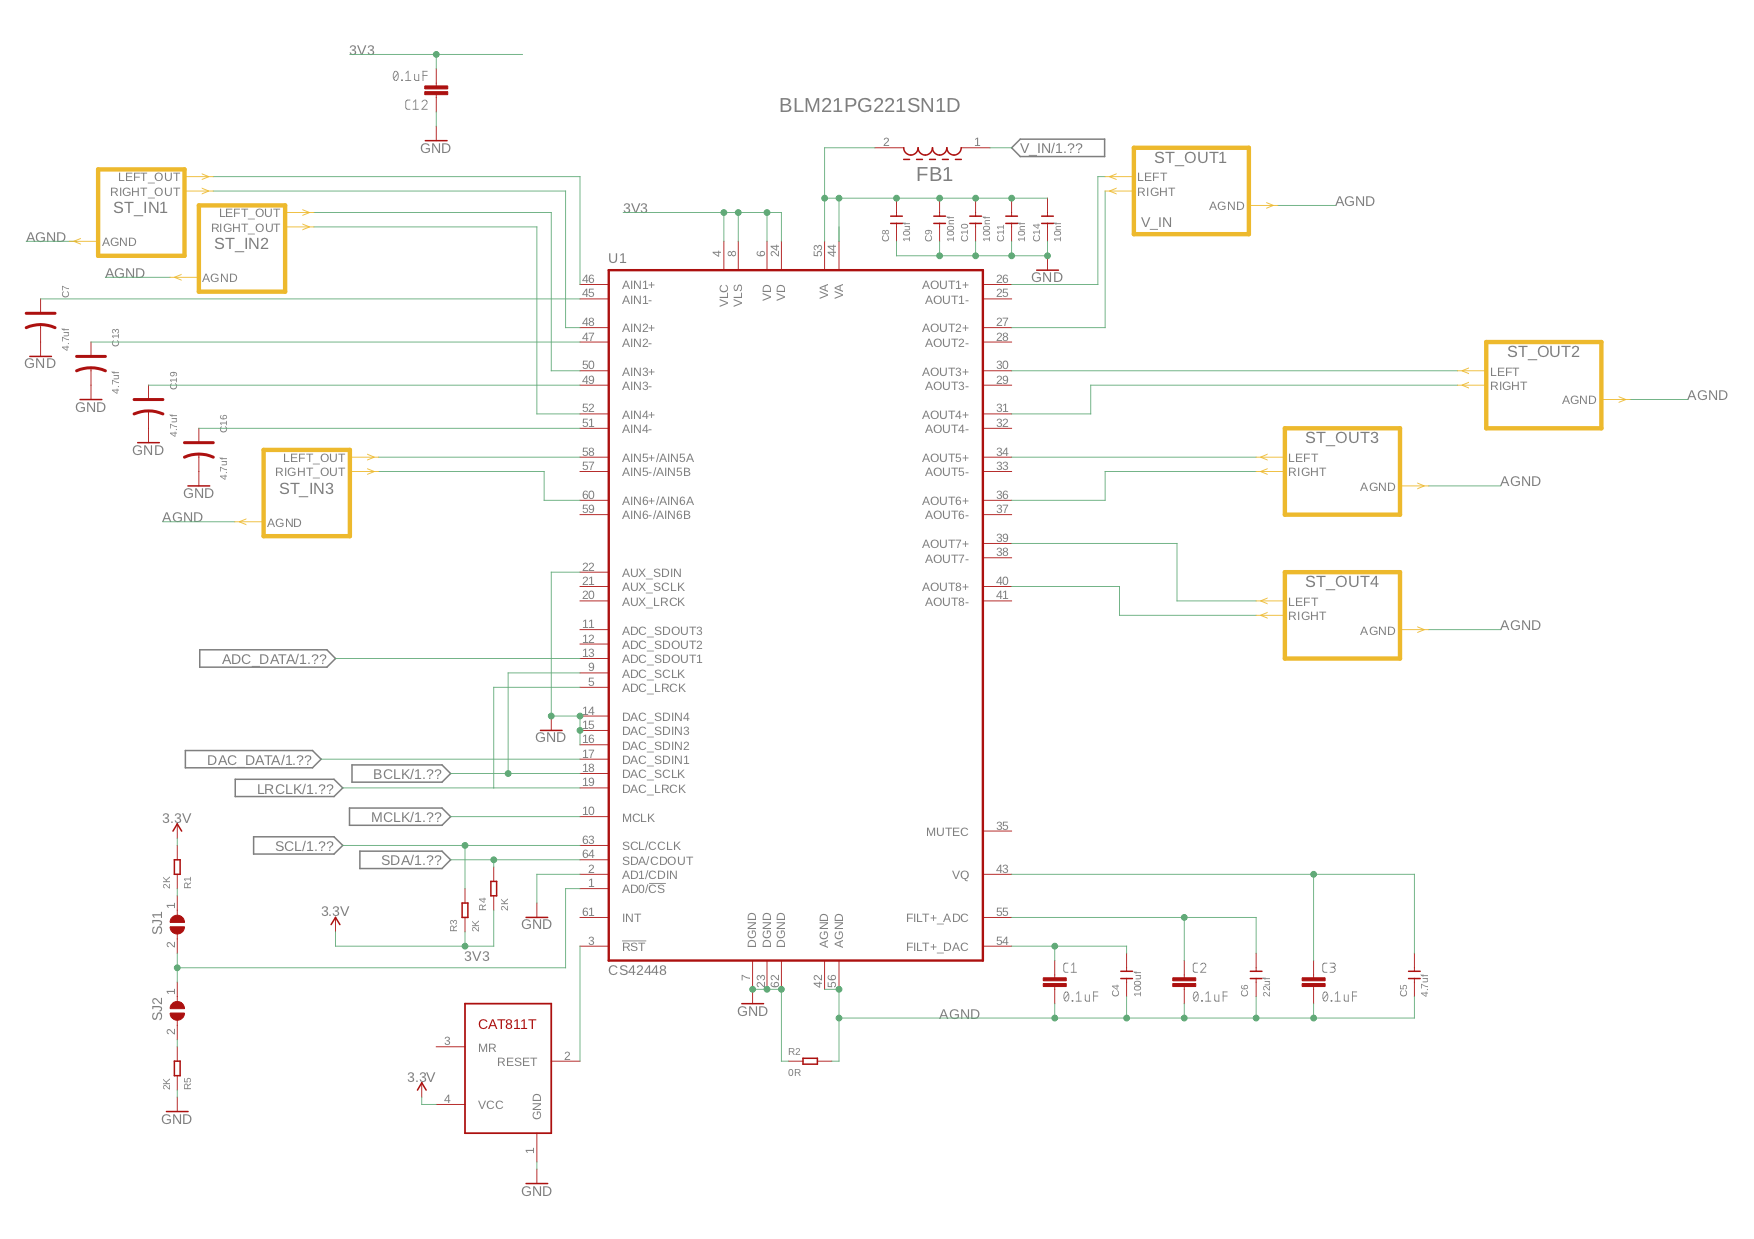 3V3
0.1uF
C12
GND
BLM21PG221SN1D
2
1
V_IN/1.??
FB1
ST_OUT1
LEFT
RIGHT
AGND
V_IN
AGND
LEFT_OUT
RIGHT_OUT
ST_IN1
AGND
AGND
LEFT_OUT
RIGHT_OUT
ST_IN2
AGND
AGND
3V3
4
8
6
24
53
44
C8
10uf
C9
100nf
C10
100nf
C11
10nf
C14
10nf
GND
U1
VLC
VLS
VD
VD
VA
VA
46
AIN1+
45
AIN1-
48
AIN2+
47
AIN2-
50
AIN3+
49
AIN3-
52
AIN4+
51
AIN4-
58
AIN5+/AIN5A
57
AIN5-/AIN5B
60
AIN6+/AIN6A
59
AIN6-/AIN6B
22
AUX_SDIN
21
AUX_SCLK
20
AUX_LRCK
11
ADC_SDOUT3
12
ADC_SDOUT2
13
ADC_SDOUT1
9
ADC_SCLK
5
ADC_LRCK
14
DAC_SDIN4
15
DAC_SDIN3
16
DAC_SDIN2
17
DAC_SDIN1
18
DAC_SCLK
19
DAC_LRCK
10
MCLK
63
SCL/CCLK
64
SDA/CDOUT
2
AD1/CDIN
1
AD0/CS
61
INT
3
RST
CS42448
AOUT1+
26
AOUT1-
25
AOUT2+
27
AOUT2-
28
AOUT3+
30
AOUT3-
29
AOUT4+
31
AOUT4-
32
AOUT5+
34
AOUT5-
33
AOUT6+
36
AOUT6-
37
AOUT7+
39
AOUT7-
38
AOUT8+
40
AOUT8-
41
MUTEC
35
VQ
43
FILT+_ADC
55
FILT+_DAC
54
DGND
DGND
DGND
AGND
AGND
7
23
62
42
56
GND
R2
0R
AGND
C7
4.7uf
GND
C13
4.7uf
GND
C19
4.7uf
GND
C16
4.7uf
GND
LEFT_OUT
RIGHT_OUT
ST_IN3
AGND
AGND
ST_OUT2
LEFT
RIGHT
AGND
AGND
ST_OUT3
LEFT
RIGHT
AGND
AGND
ST_OUT4
LEFT
RIGHT
AGND
AGND
ADC_DATA/1.??
GND
DAC_DATA/1.??
BCLK/1.??
LRCLK/1.??
MCLK/1.??
SCL/1.??
SDA/1.??
3.3V
2K
R1
1
SJ1
2
1
SJ2
2
2K
R5
GND
3.3V
R3
2K
R4
2K
3V3
GND
CAT811T
3
MR
RESET
2
3.3V
4
VCC
GND
1
GND
C1
0.1uF
C4
100uf
C2
0.1uF
C6
22uf
C3
0.1uF
C5
4.7uf